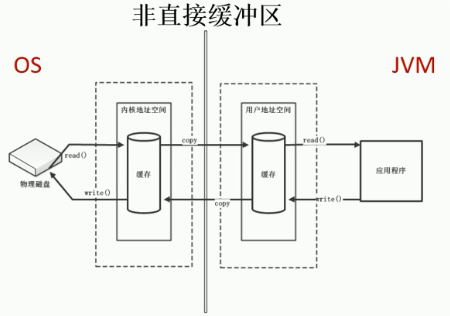 非直接缓冲区
OS
JVM
内核地址空间
用户地址空间
copy
read()
read()
缓存
缓存
应用程序
物理磁盘
write()
copy
write()